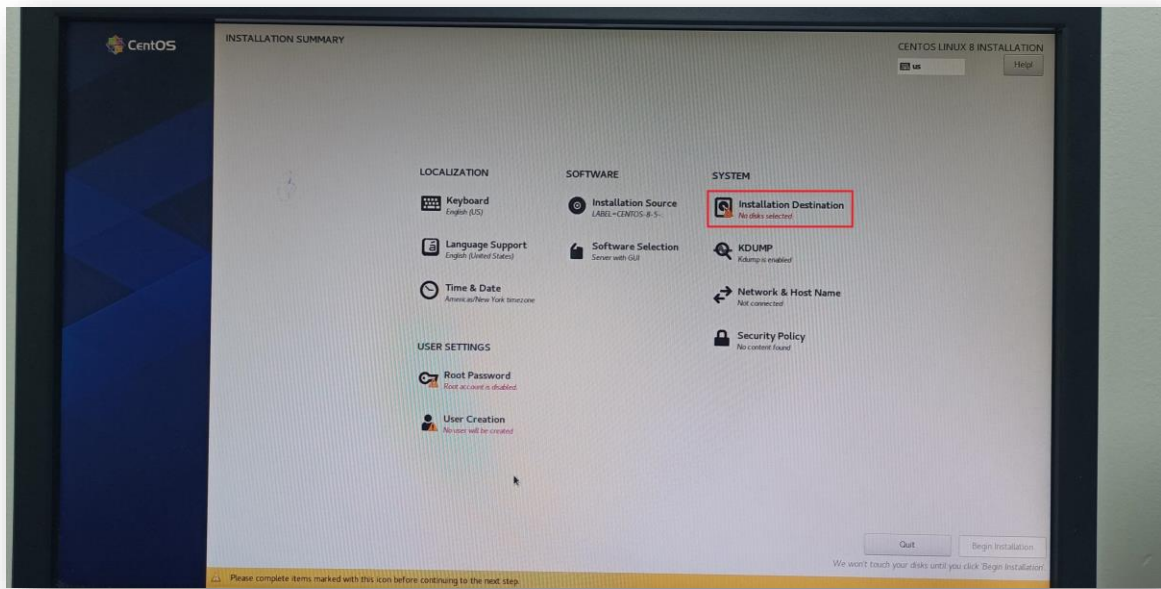 CentOS
INSTALLATION SUMMARY
CENTOS LINUX 8 INSTALLATION
us
Help!
LOCALIZATION
Keyboard
English (US)
Language Support
English (United States)
Time & Date
Americas/New York timezone
SOFTWARE
Installation Source
LABEL=CENTOS-8-5-
Software Selection
Server with GUI
SYSTEM
Installation Destination
No disks selected
KDUMP
Kdump is enabled
Network & Host Name
Not connected
Security Policy
No content found
USER SETTINGS
Root Password
Root account is disabled.
User Creation
No user will be created
Quit
Begin Installation
We won't touch your disks until you click 'Begin Installation'.
Please complete items marked with this icon before continuing to the next step.